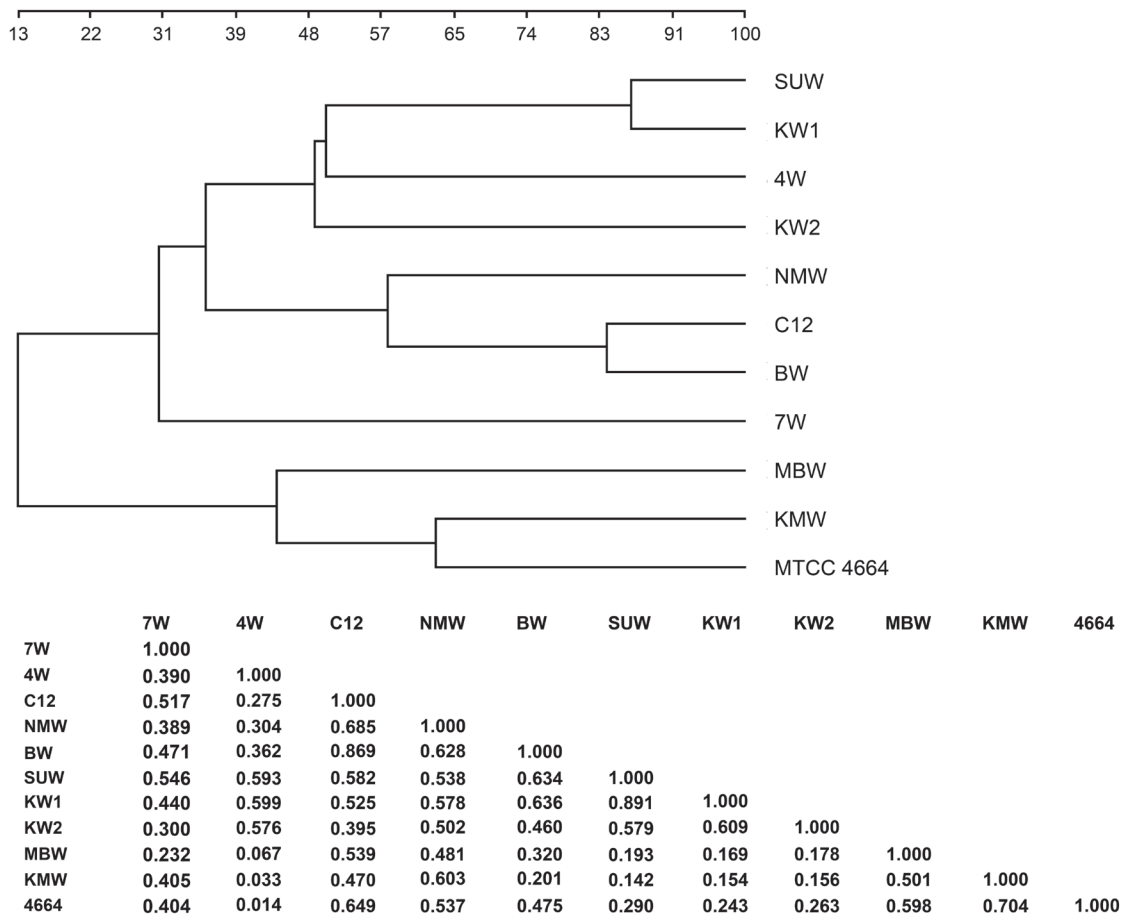 13 22 31 39 48 57 65 74 83 91 100
SUW
KW1
4W
KW2
NMW
C12
BW
7W
MBW
KMW
MTCC 4664
7W 4W C12 NMW BW SUW KW1 KW2 MBW KMW 4664
7W 1.000
4W 0.390 1.000
C12 0.517 0.275 1.000
NMW 0.389 0.304 0.685 1.000
BW 0.471 0.362 0.869 0.628 1.000
SUW 0.546 0.593 0.582 0.538 0.634 1.000
KW1 0.440 0.599 0.525 0.578 0.636 0.891 1.000
KW2 0.300 0.576 0.395 0.502 0.460 0.579 0.609 1.000
MBW 0.232 0.067 0.539 0.481 0.320 0.193 0.169 0.178 1.000
KMW 0.405 0.033 0.470 0.603 0.201 0.142 0.154 0.156 0.501 1.000
4664 0.404 0.014 0.649 0.537 0.475 0.290 0.243 0.263 0.598 0.704 1.000